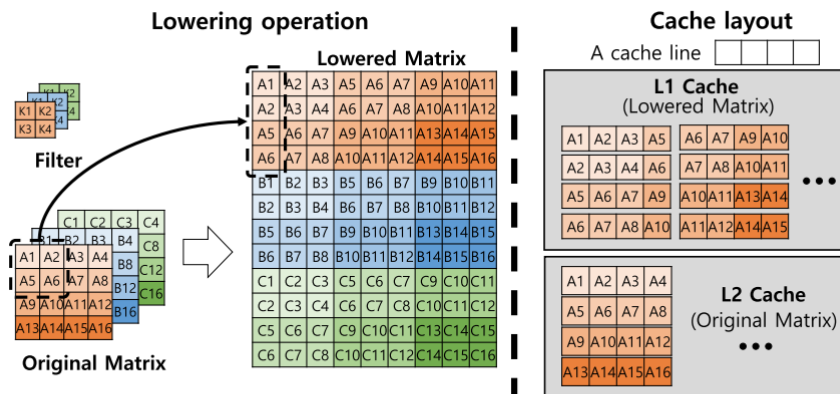 Lowering operation
Cache layout
Lowered Matrix
A cache line
Filter
K1 K2
K4
K1 K2
K1 K2
K3 K4
A1 A2 A3 A5 A6 A7 A9 A10 A11
A2 A3 A4 A6 A7 A8 A10 A11 A12
A5 A6 A7 A9 A10 A11 A13 A14 A15
A6 A7 A8 A10 A11 A12 A14 A15 A16
B1 B2 B3 B5 B6 B7 B9 B10 B11
B2 B3 B4 B6 B7 B8 B10 B11 B12
B5 B6 B7 B9 B10 B11 B13 B14 B15
B6 B7 B8 B10 B11 B12 B14 B15 B16
C1 C2 C3 C5 C6 C7 C9 C10 C11
C2 C3 C4 C6 C7 C8 C10 C11 C12
C5 C6 C7 C9 C10 C11 C13 C14 C15
C6 C7 C8 C10 C11 C12 C14 C15 C16
C1 C2 C3 C4
C8
C12
C16
B1 B2 B3 B4
B8
B12
B16
A1 A2 A3 A4
A5 A6 A7 A8
A9 A10 A11 A12
A13 A14 A15 A16
Original Matrix
L1 Cache
(Lowered Matrix)
A1 A2 A3 A5 A6 A7 A9 A10
A2 A3 A4 A6 A7 A8 A10 A11
A5 A6 A7 A9 A10 A11 A13 A14
A6 A7 A8 A10 A11 A12 A14 A15
•••
L2 Cache
(Original Matrix)
•••
A1 A2 A3 A4
A5 A6 A7 A8
A9 A10 A11 A12
A13 A14 A15 A16